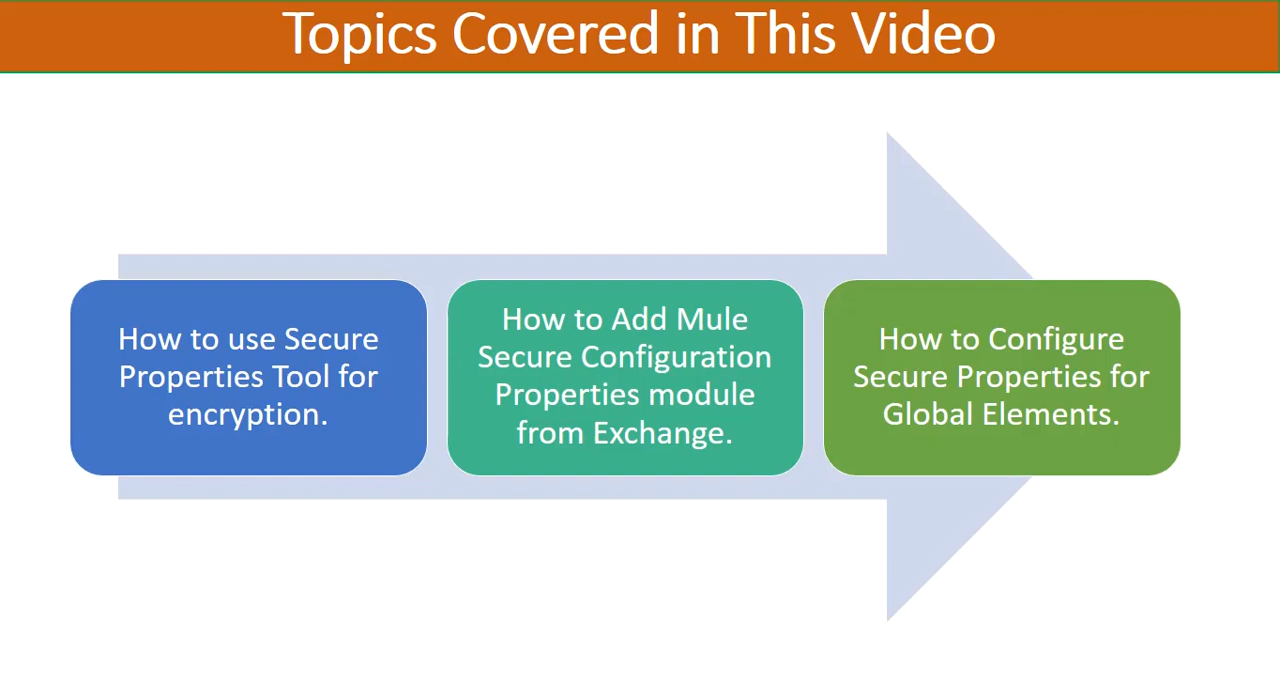 Topics Covered in This Video
How to use Secure
Properties Tool for
encryption.
How to Add Mule
Secure Configuration
Properties module
from Exchange.
How to Configure
Secure Properties for
Global Elements.